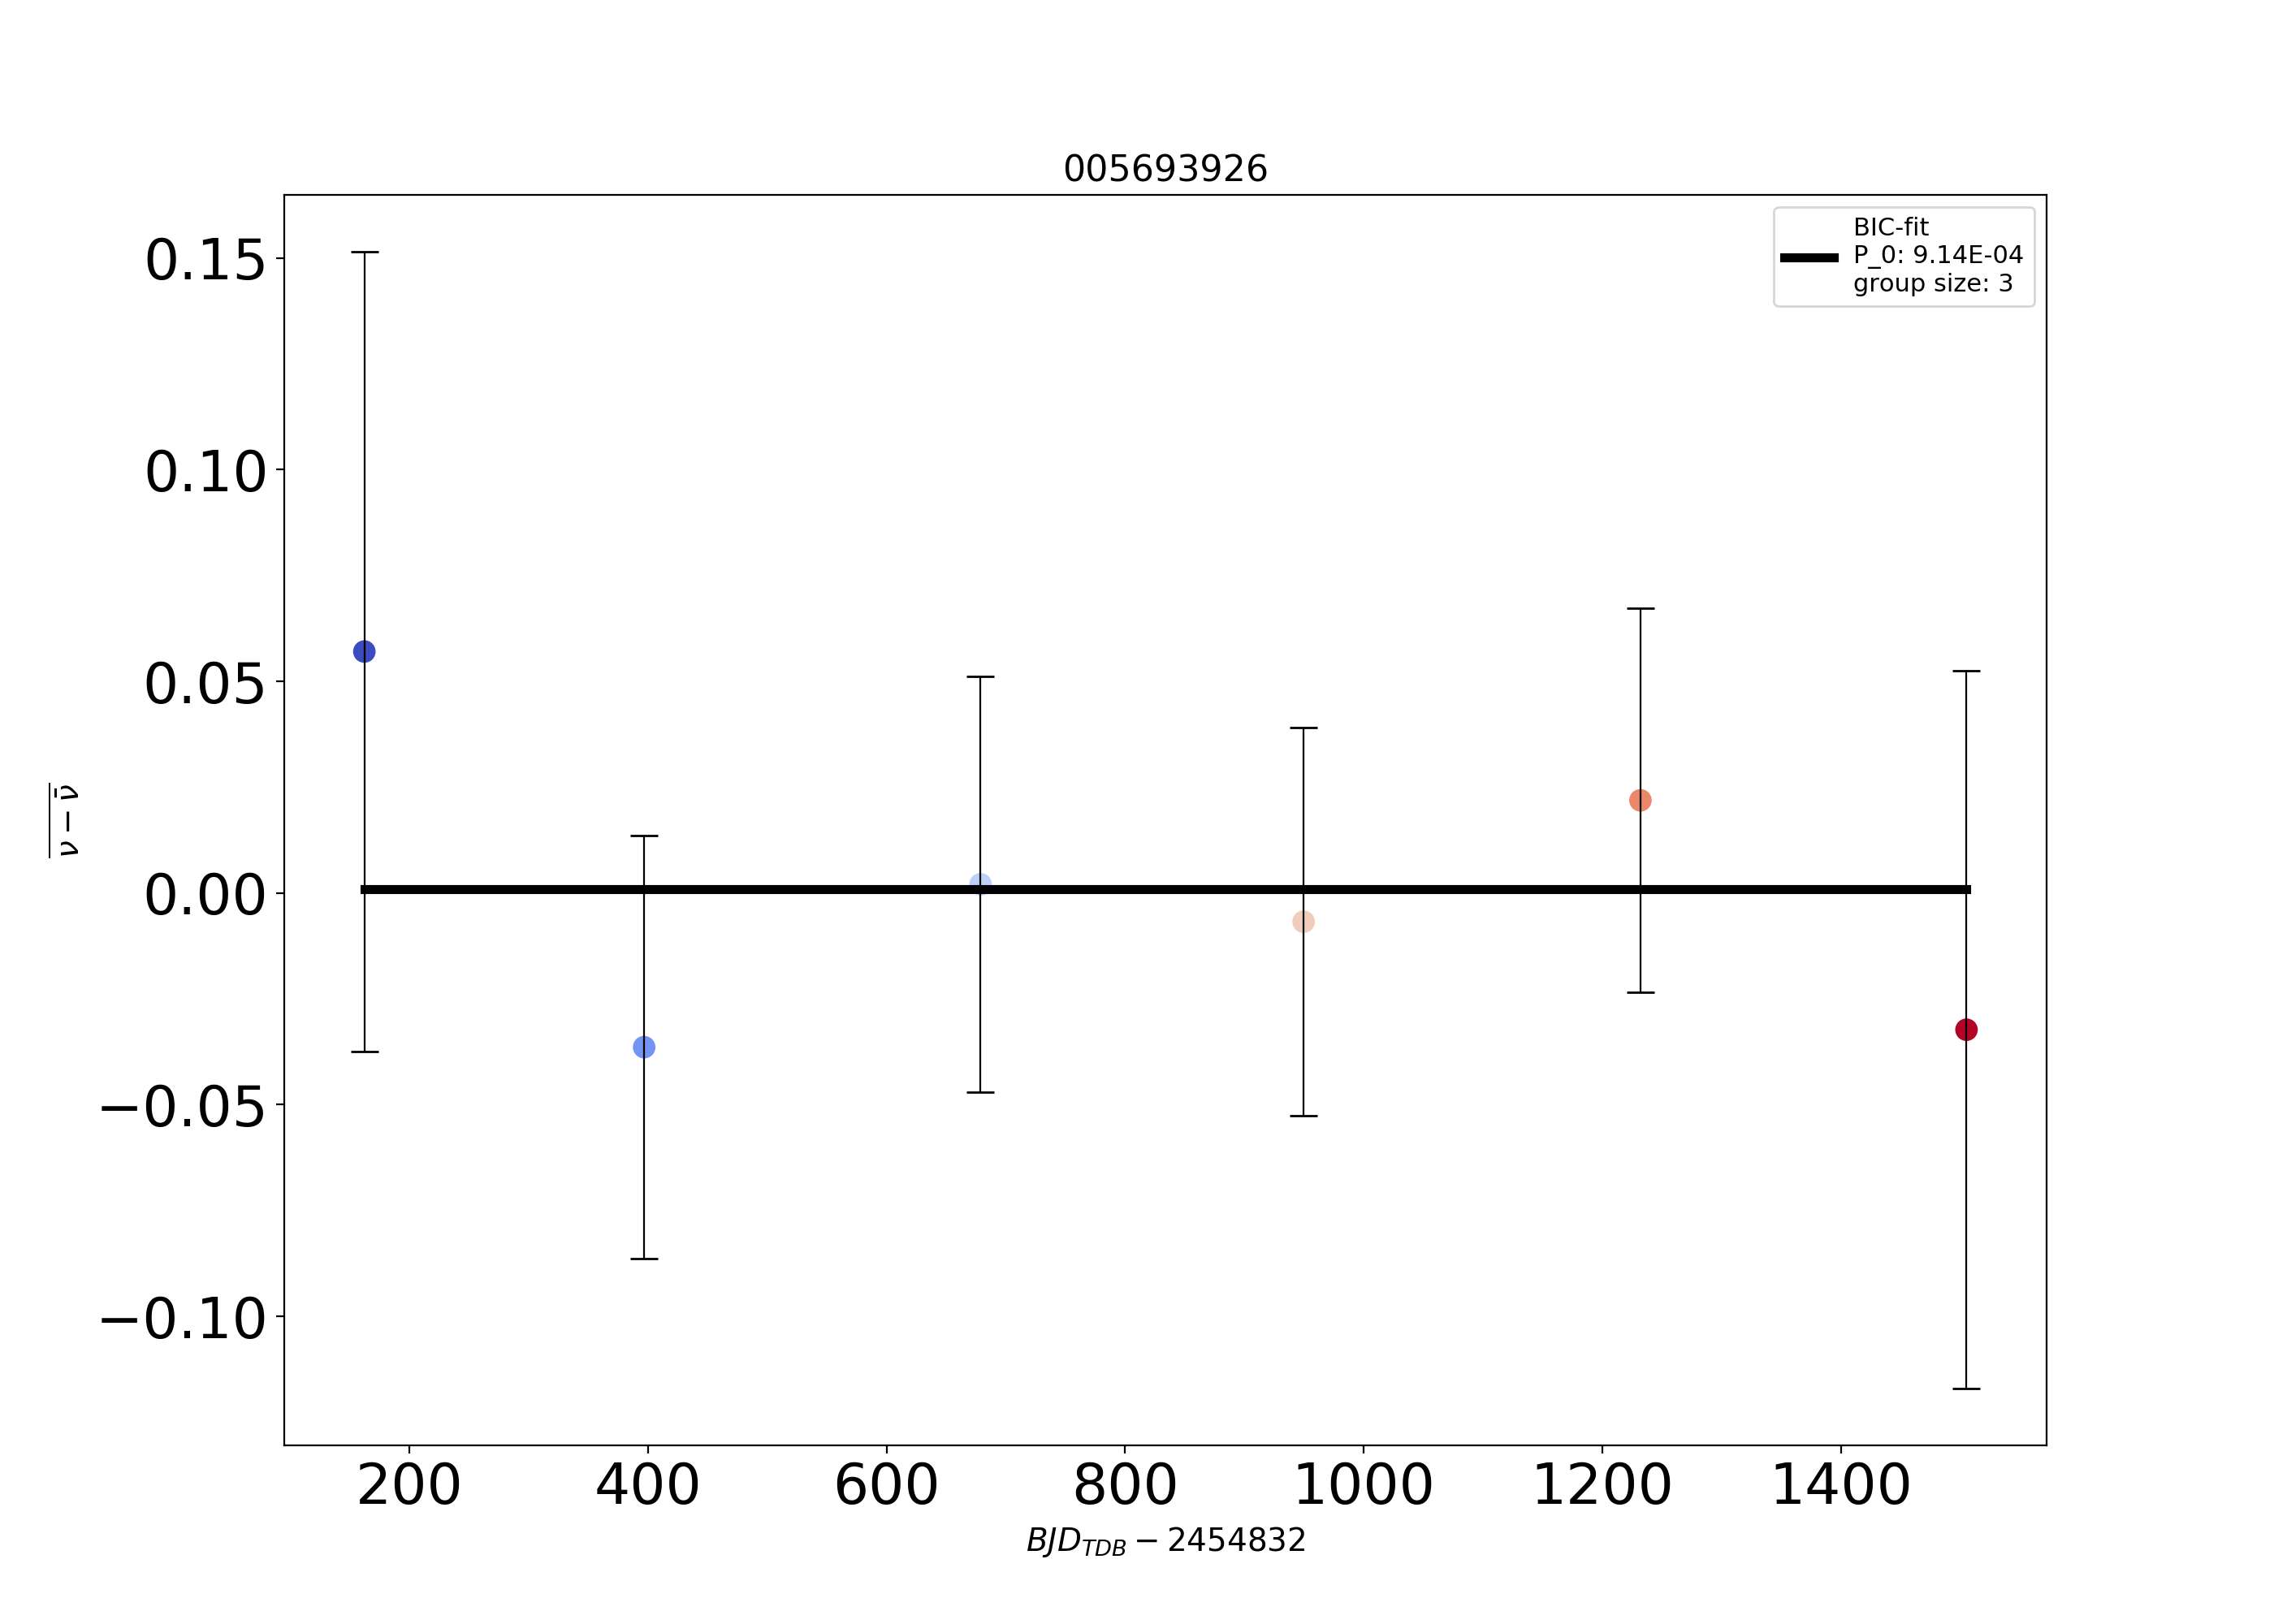 005693926
BIC-fit
P_0: 9.14E-04
group size: 3
0.15
0.10
0.05
0.00
−0.05
−0.10
ν − ν̄
200 400 600 800 1000 1200 1400
BJD_TDB − 2454832